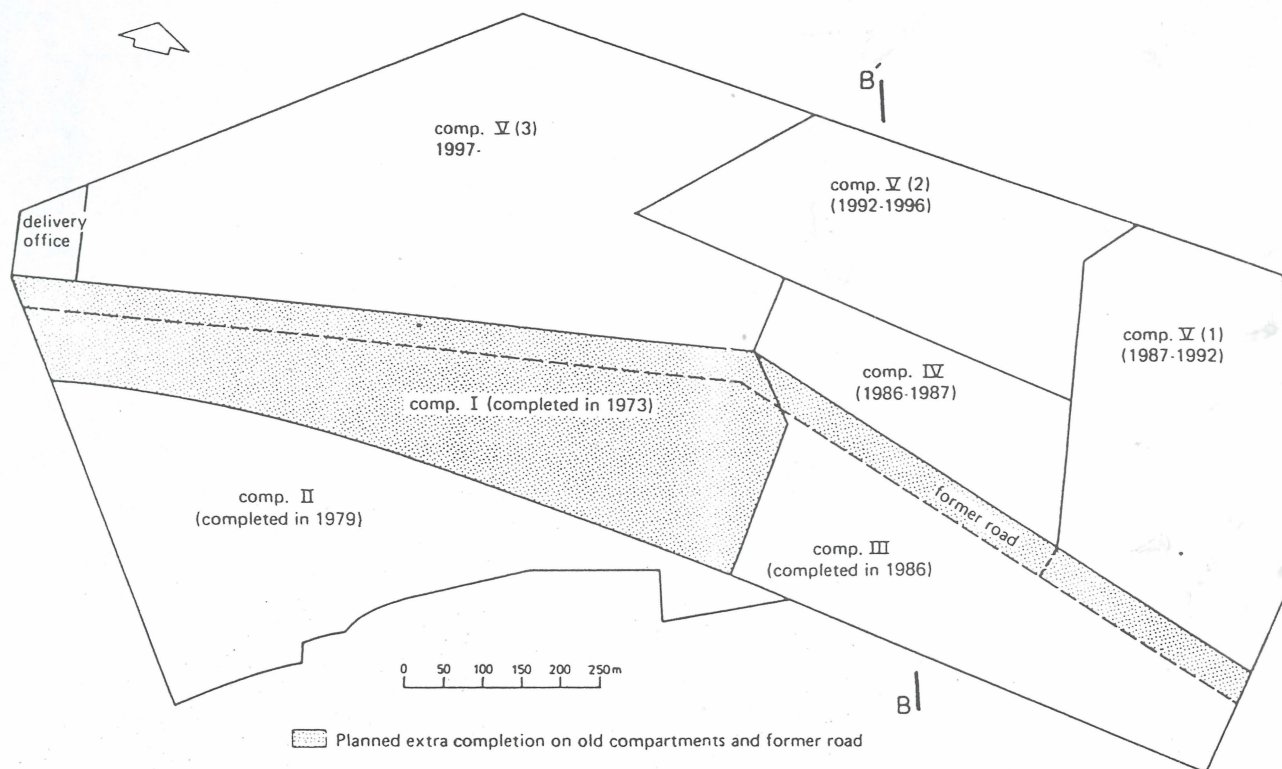 B'
comp. V (3)
1997-
comp. V (2)
(1992-1996)
delivery
office
comp. V (1)
(1987-1992)
comp. IV
(1986-1987)
comp. I (completed in 1973)
comp. II
(completed in 1979)
former road
comp. III
(completed in 1986)
0 50 100 150 200 250m
B
Planned extra completion on old compartments and former road